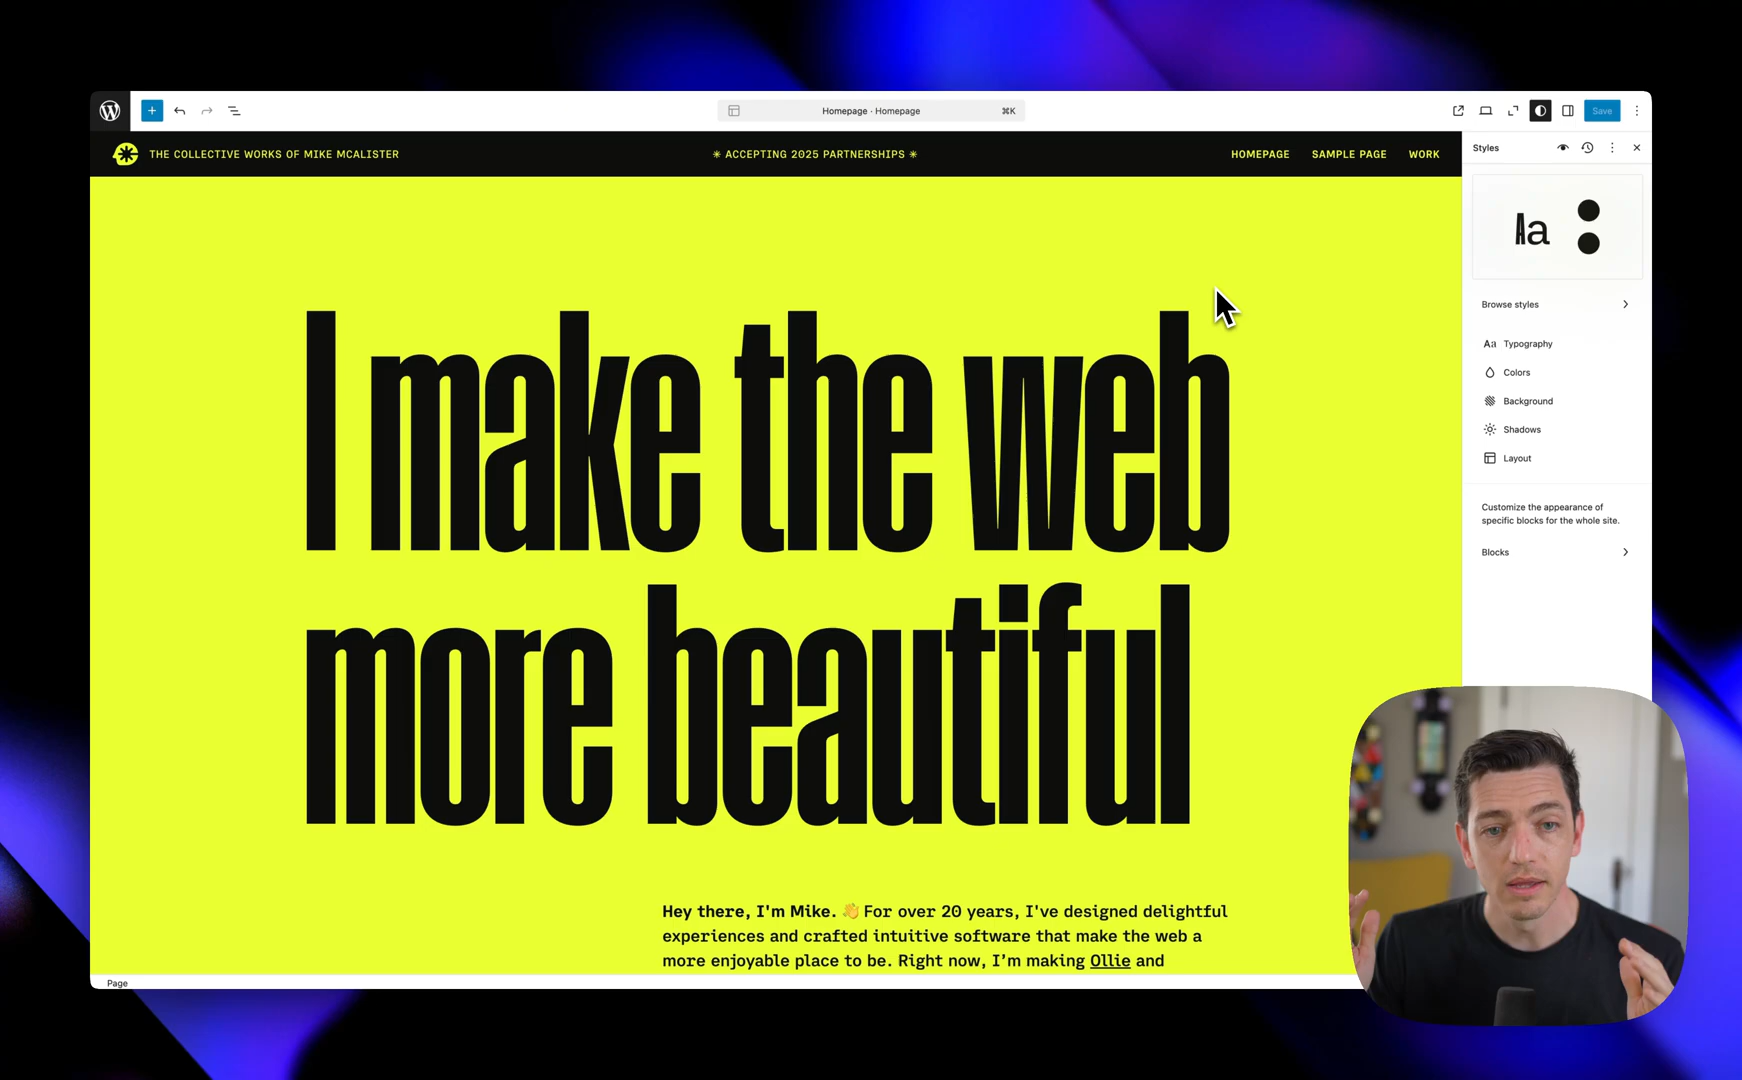 Homepage · Homepage
⌘K
Save
THE COLLECTIVE WORKS OF MIKE MCALISTER
✳ ACCEPTING 2025 PARTNERSHIPS ✳
HOMEPAGE
SAMPLE PAGE
WORK
I make the web
more beautiful
Hey there, I'm Mike. 👋 For over 20 years, I've designed delightful
experiences and crafted intuitive software that make the web a
more enjoyable place to be. Right now, I’m making Ollie and
Page
Styles
Aa
Browse styles
Aa Typography
Colors
Background
Shadows
Layout
Customize the appearance of
specific blocks for the whole site.
Blocks